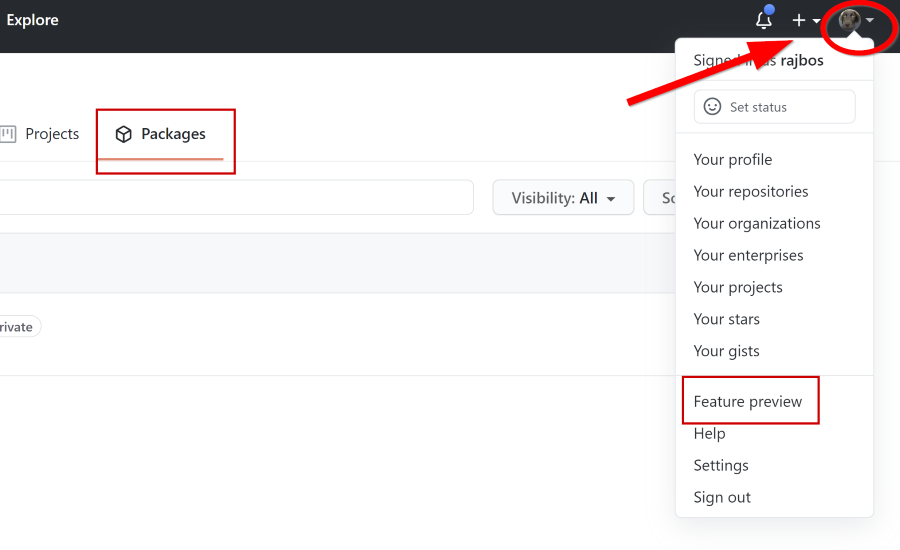 Explore
Signed in as rajbos
Set status
Projects
Packages
Your profile
Your repositories
Visibility: All
Your organizations
Your enterprises
Your projects
rivate
Your stars
Your gists
Feature preview
Help
Settings
Sign out